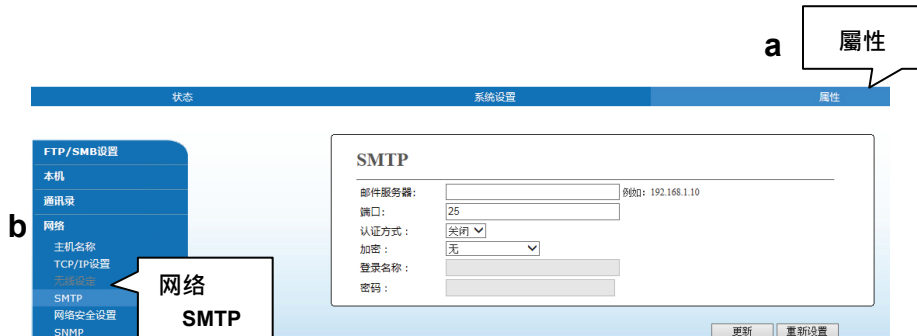 a
屬性
状态 系统设置 属性
FTP/SMB设置
本机
通讯录
b
网络
主机名称
TCP/IP设置
无线设定
SMTP
网络安全设置
SNMP
网络
SMTP
SMTP
邮件服务器: 例如: 192.168.1.10
端口: 25
认证方式: 关闭
加密: 无
登录名称:
密码:
更新 重新设置